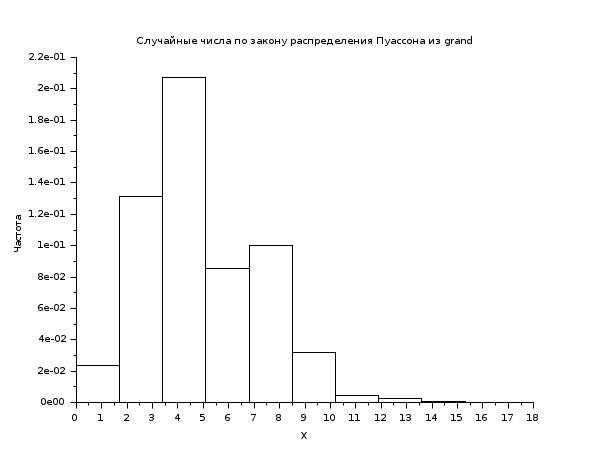 Случайные числа по закону распределения Пуассона из grand
2.2e-01
2e-01
1.8e-01
1.6e-01
1.4e-01
1.2e-01
1e-01
8e-02
6e-02
4e-02
2e-02
0e00
Частота
0 1 2 3 4 5 6 7 8 9 10 11 12 13 14 15 16 17 18
X